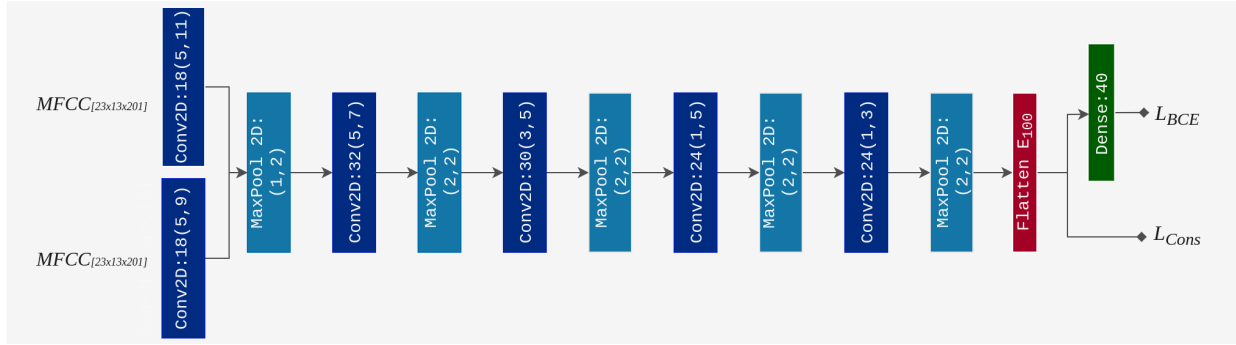 MFCC[23x13x201]
Conv2D:18(5,11)
MFCC[23x13x201]
Conv2D:18(5,9)
MaxPool 2D:
(1,2)
Conv2D:32(5,7)
MaxPool 2D:
(2,2)
Conv2D:30(3,5)
MaxPool 2D:
(2,2)
Conv2D:24(1,5)
MaxPool 2D:
(2,2)
Conv2D:24(1,3)
MaxPool 2D:
(2,2)
Flatten E100
Dense:40
LBCE
LCons